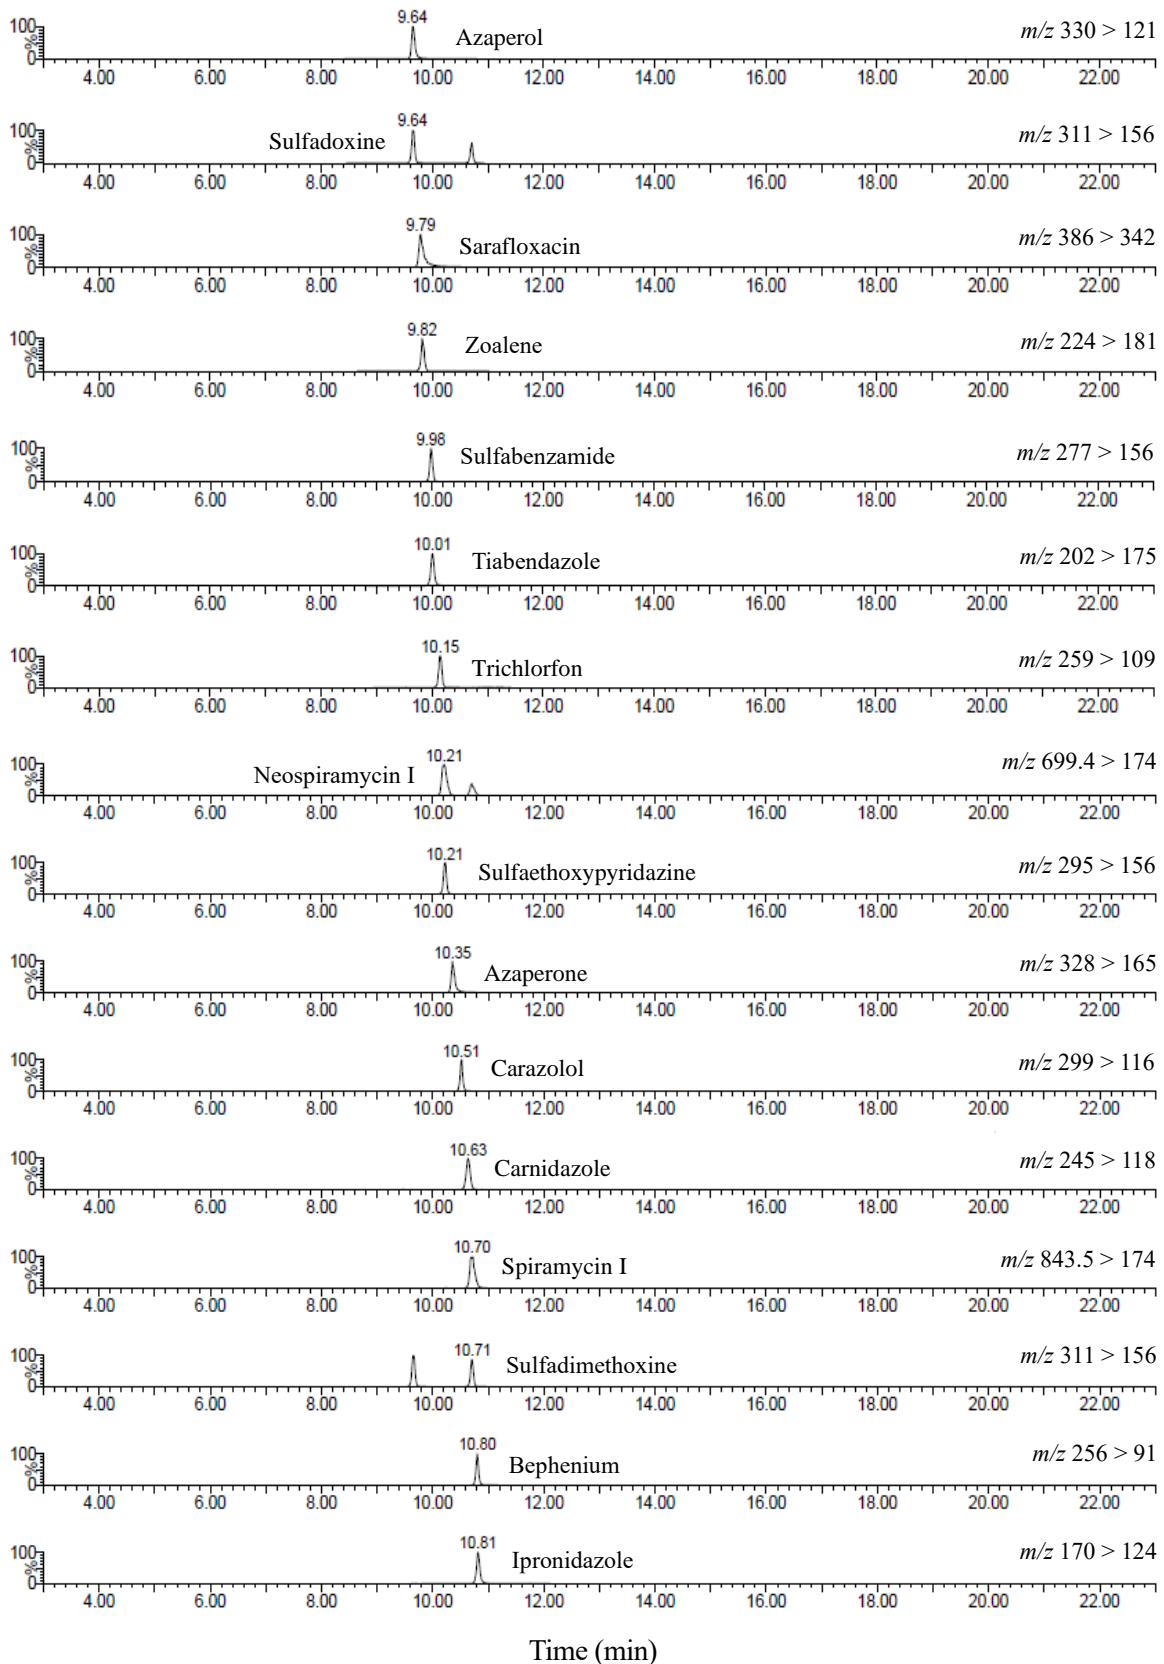 9.64
Azaperol
m/z 330 > 121
100
%
0
4.00 6.00 8.00 10.00 12.00 14.00 16.00 18.00 20.00 22.00
9.64
Sulfadoxine
m/z 311 > 156
100
%
0
4.00 6.00 8.00 10.00 12.00 14.00 16.00 18.00 20.00 22.00
9.79
Sarafloxacin
m/z 386 > 342
100
%
0
4.00 6.00 8.00 10.00 12.00 14.00 16.00 18.00 20.00 22.00
9.82
Zoalene
m/z 224 > 181
100
%
0
4.00 6.00 8.00 10.00 12.00 14.00 16.00 18.00 20.00 22.00
9.98
Sulfabenzamide
m/z 277 > 156
100
%
0
4.00 6.00 8.00 10.00 12.00 14.00 16.00 18.00 20.00 22.00
10.01
Tiabendazole
m/z 202 > 175
100
%
0
4.00 6.00 8.00 10.00 12.00 14.00 16.00 18.00 20.00 22.00
10.15
Trichlorfon
m/z 259 > 109
100
%
0
4.00 6.00 8.00 10.00 12.00 14.00 16.00 18.00 20.00 22.00
10.21
Neospiramycin I
m/z 699.4 > 174
100
%
0
4.00 6.00 8.00 10.00 12.00 14.00 16.00 18.00 20.00 22.00
10.21
Sulfaethoxypyridazine
m/z 295 > 156
100
%
0
4.00 6.00 8.00 10.00 12.00 14.00 16.00 18.00 20.00 22.00
10.35
Azaperone
m/z 328 > 165
100
%
0
4.00 6.00 8.00 10.00 12.00 14.00 16.00 18.00 20.00 22.00
10.51
Carazolol
m/z 299 > 116
100
%
0
4.00 6.00 8.00 10.00 12.00 14.00 16.00 18.00 20.00 22.00
10.63
Carnidazole
m/z 245 > 118
100
%
0
4.00 6.00 8.00 10.00 12.00 14.00 16.00 18.00 20.00 22.00
10.70
Spiramycin I
m/z 843.5 > 174
100
%
0
4.00 6.00 8.00 10.00 12.00 14.00 16.00 18.00 20.00 22.00
10.71
Sulfadimethoxine
m/z 311 > 156
100
%
0
4.00 6.00 8.00 10.00 12.00 14.00 16.00 18.00 20.00 22.00
10.80
Bephenium
m/z 256 > 91
100
%
0
4.00 6.00 8.00 10.00 12.00 14.00 16.00 18.00 20.00 22.00
10.81
Ipronidazole
m/z 170 > 124
100
%
0
4.00 6.00 8.00 10.00 12.00 14.00 16.00 18.00 20.00 22.00
Time (min)